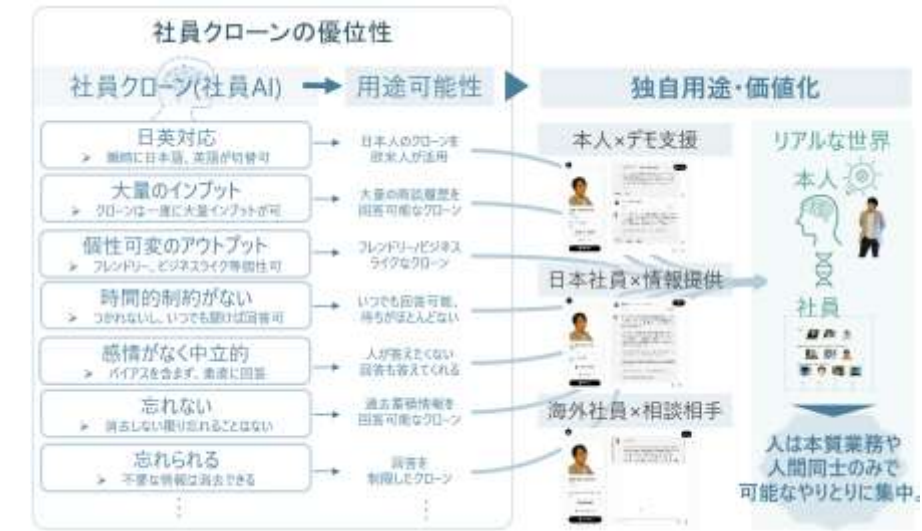 社員クローンの優位性
社員クローン(社員AI)
用途可能性
独自用途・価値化
日英対応
➢ 瞬時に日本語、英語が切替可
日本人のクローンを
欧米人が活用
大量のインプット
➢ クローンは一度に大量インプットが可
大量の商談履歴を
回答可能なクローン
個性可変のアウトプット
➢ フレンドリー、ビジネスライク等個性可
フレンドリー/ビジネス
ライクなクローン
時間的制約がない
➢ つかれないし、いつでも聞けば回答可
いつでも回答可能、
待ちがほとんどない
感情がなく中立的
➢ バイアスを含まず、素直に回答
人が答えたくない
回答も答えてくれる
忘れない
➢ 消去しない限り忘れることはない
過去蓄積情報を
回答可能なクローン
忘れられる
➢ 不要な情報は消去できる
回答を
制限したクローン
本人×デモ支援
日本社員×情報提供
海外社員×相談相手
リアルな世界
本人
社員
人は本質業務や
人間同士のみで
可能なやりとりに集中。